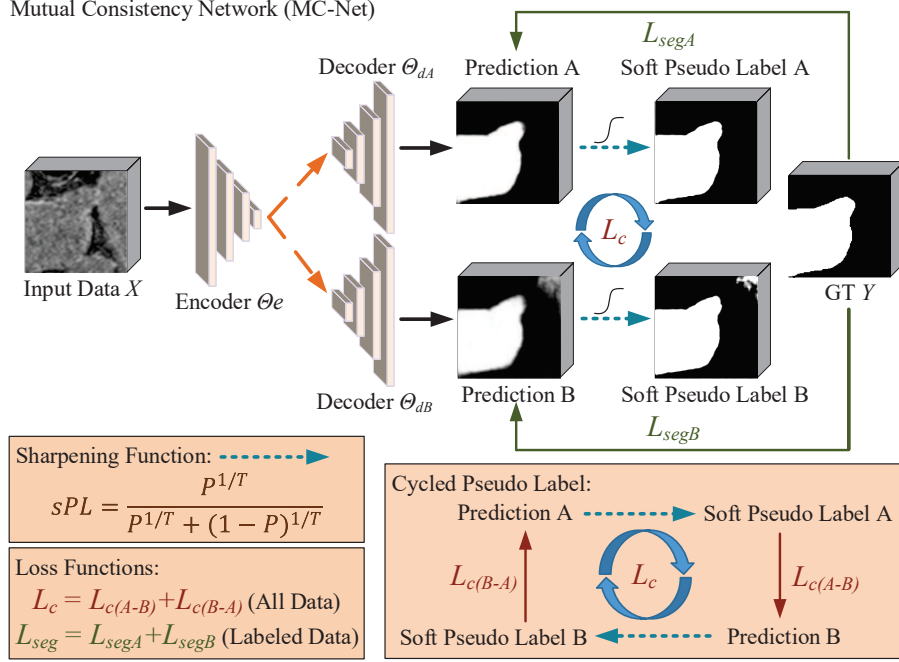 Mutual Consistency Network (MC-Net)
L_segA
Decoder Θ_dA
Prediction A
Soft Pseudo Label A
L_c
Input Data X
Encoder Θe
GT Y
Decoder Θ_dB
Prediction B
Soft Pseudo Label B
L_segB
Sharpening Function:
sPL = P^{1/T} / (P^{1/T} + (1 − P)^{1/T})
Loss Functions:
L_c = L_c(A-B)+L_c(B-A) (All Data)
L_seg = L_segA+L_segB (Labeled Data)
Cycled Pseudo Label:
Prediction A
Soft Pseudo Label A
L_c(B-A)
L_c
L_c(A-B)
Soft Pseudo Label B
Prediction B